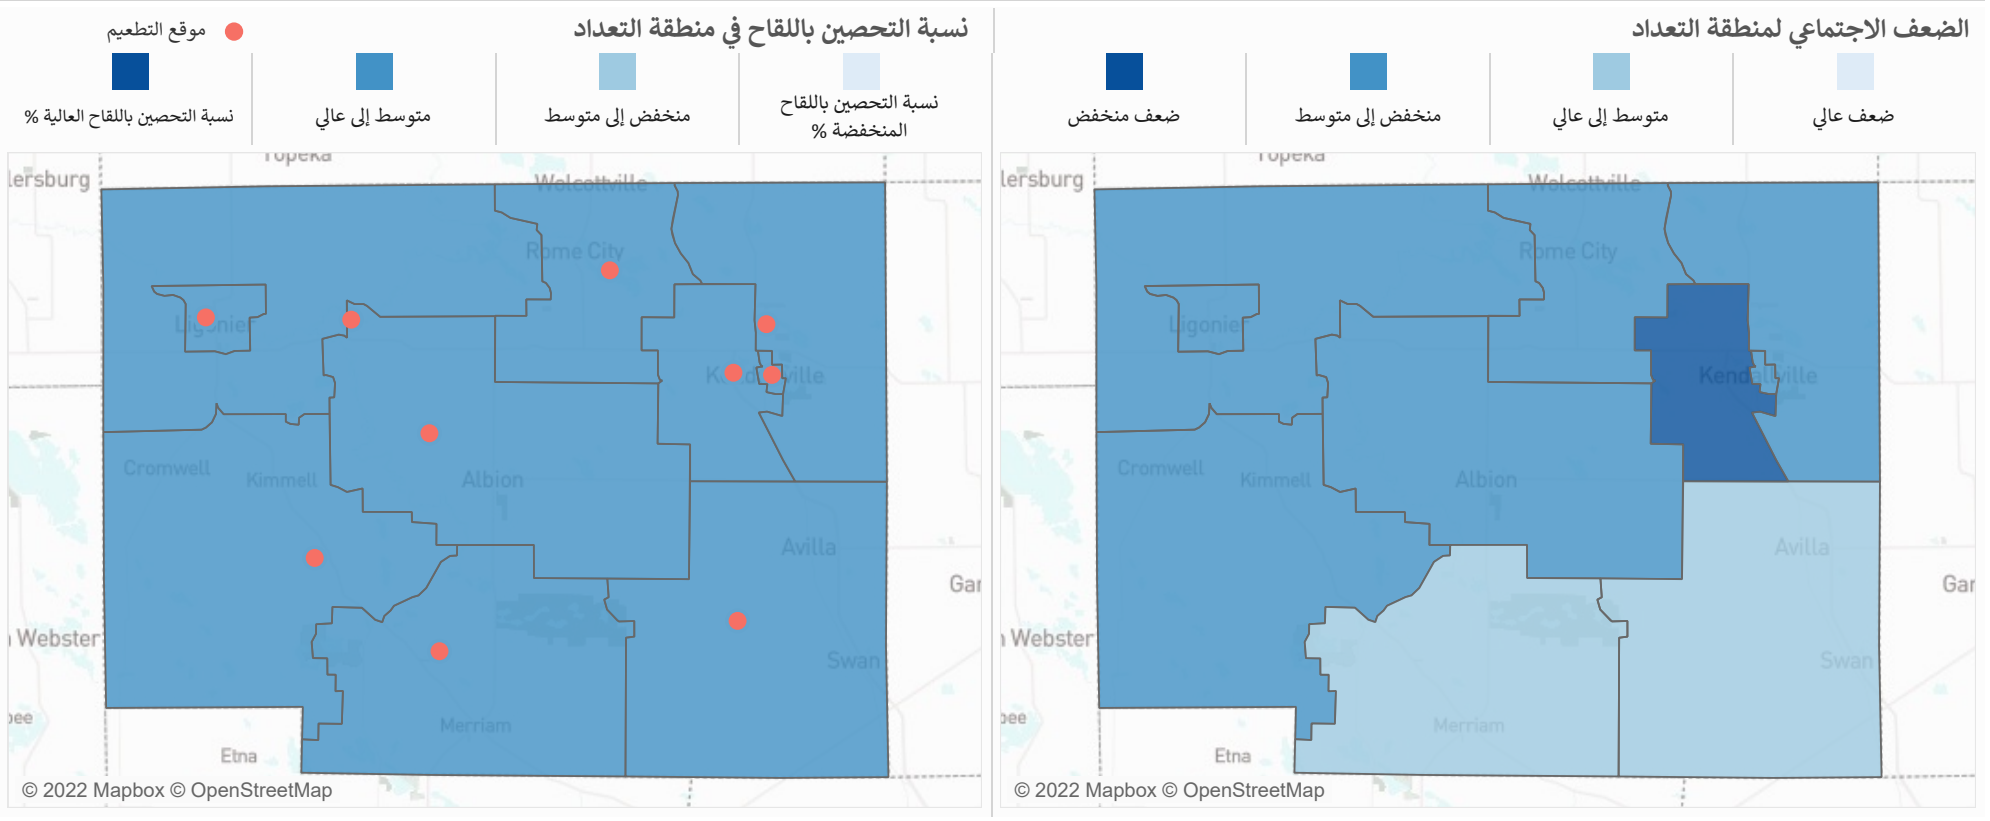 الضعف الاجتماعي لمنطقة التعداد
ضعف عالي
متوسط إلى عالي
منخفض إلى متوسط
ضعف منخفض
lersburg
Topeka
Wolcottville
Rome City
Ligonier
Kendallville
Cromwell
Kimmell
Albion
Avilla
Gar
Webster
Swan
Merriam
bee
Etna
© 2022 Mapbox © OpenStreetMap
نسبة التحصين باللقاح في منطقة التعداد
موقع التطعيم
نسبة التحصين باللقاح
المنخفضة %
منخفض إلى متوسط
متوسط إلى عالي
نسبة التحصين باللقاح العالية %
lersburg
Topeka
Wolcottville
Rome City
Ligonier
Kendallville
Cromwell
Kimmell
Albion
Avilla
Gar
Webster
Swan
Merriam
bee
Etna
© 2022 Mapbox © OpenStreetMap